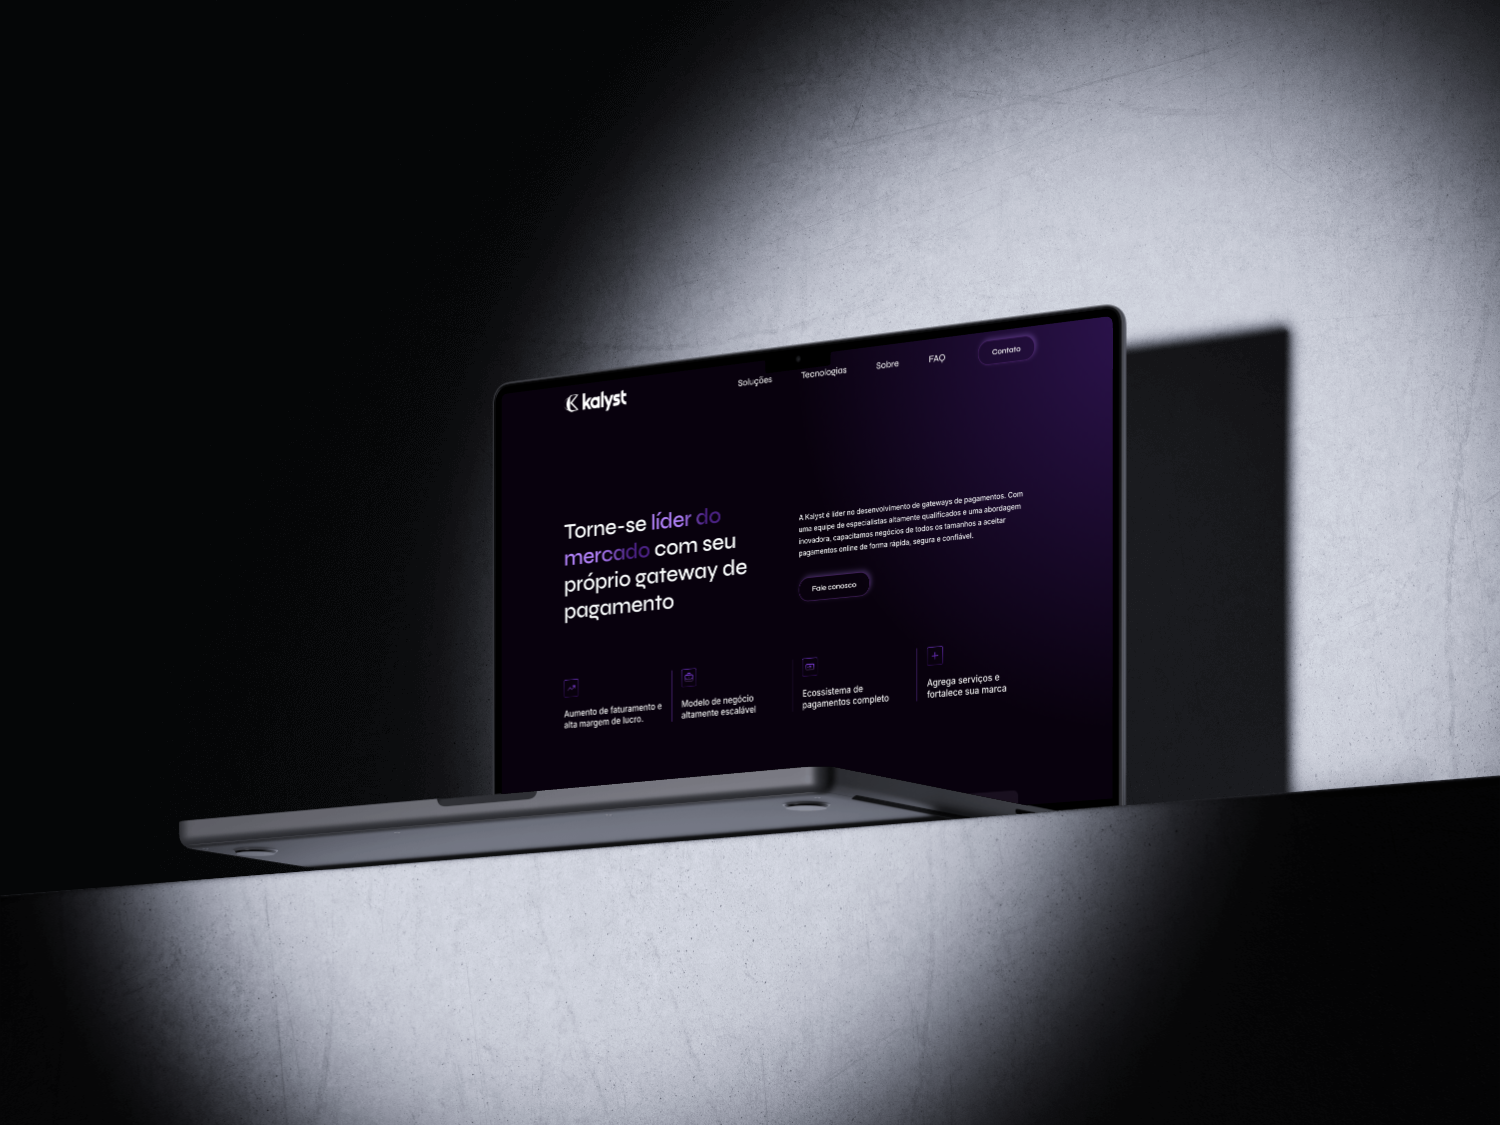 kalyst
Soluções
Tecnologias
Sobre
FAQ
Contato
Torne-se líder do
mercado com seu
próprio gateway de
pagamento
A Kalyst é líder no desenvolvimento de gateways de pagamentos. Com
uma equipe de especialistas altamente qualificados e uma abordagem
inovadora, capacitamos negócios de todos os tamanhos a aceitar
pagamentos online de forma rápida, segura e confiável.
Fale conosco
Aumento de faturamento e
alta margem de lucro.
Modelo de negócio
altamente escalável
Ecossistema de
pagamentos completo
Agrega serviços e
fortalece sua marca